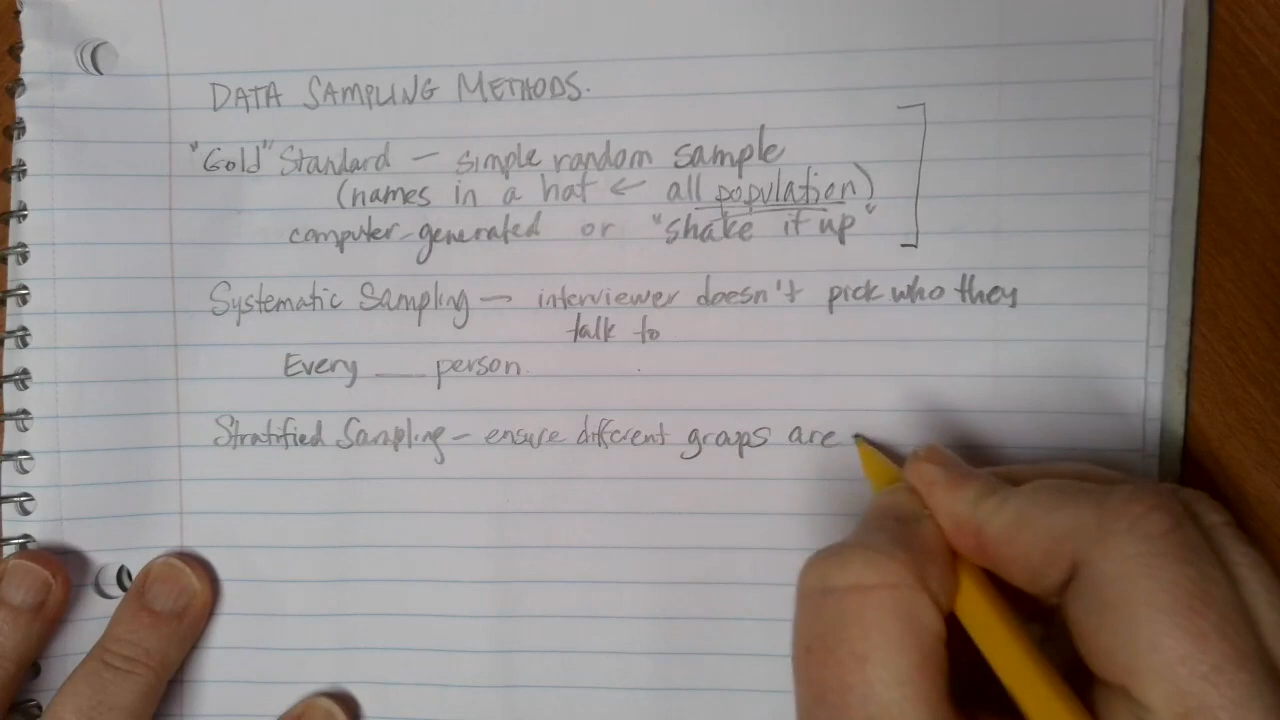 DATA SAMPLING METHODS.
"Gold" Standard – simple random sample
(names in a hat ← all population)
computer-generated or "shake it up"
Systematic Sampling → interviewer doesn't pick who they
talk to
Every ___ person.
Stratified Sampling – ensure different groups are